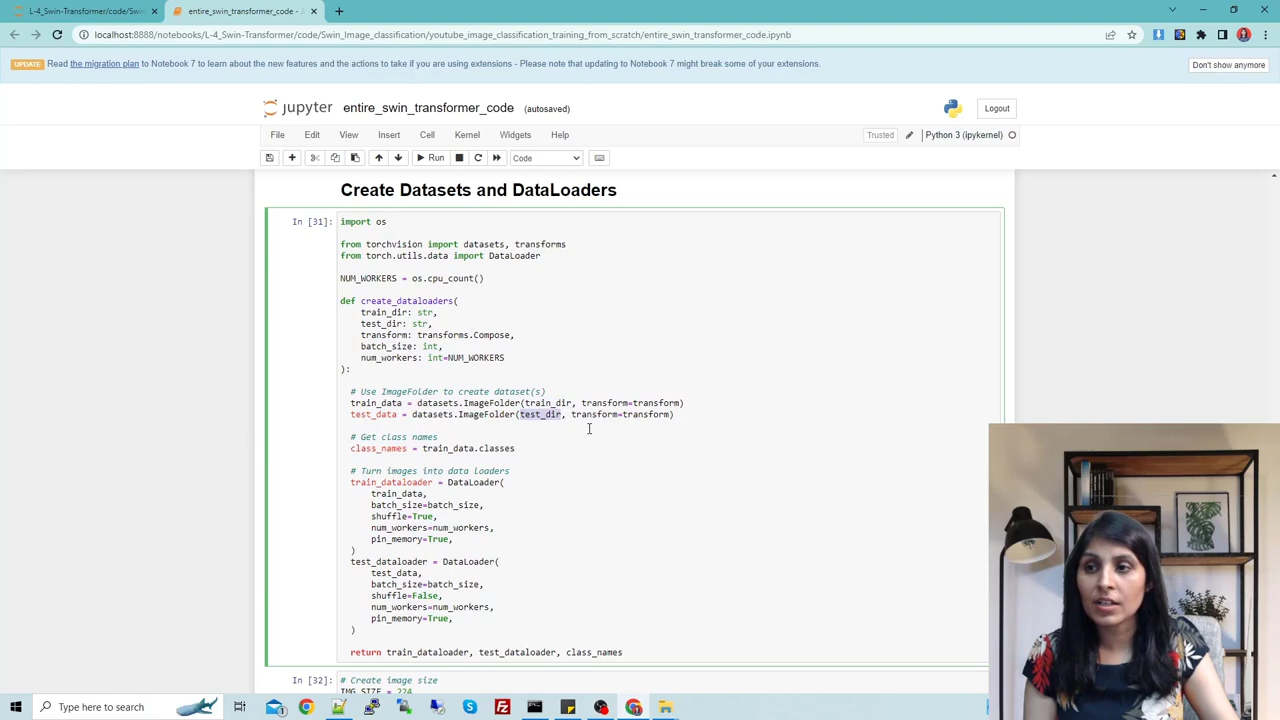 L-4_Swin-Transformer/code/Swin_
entire_swin_transformer_code - J
localhost:8888/notebooks/L-4_Swin-Transformer/code/Swin_Image_classification/youtube_image_classification_training_from_scratch/entire_swin_transformer_code.ipynb
UPDATE Read the migration plan to Notebook 7 to learn about the new features and the actions to take if you are using extensions - Please note that updating to Notebook 7 might break some of your extensions.
Don't show anymore
jupyter entire_swin_transformer_code (autosaved)
Logout
File Edit View Insert Cell Kernel Widgets Help
Trusted Python 3 (ipykernel)
Run Code
Create Datasets and DataLoaders
In [31]: import os
from torchvision import datasets, transforms
from torch.utils.data import DataLoader
NUM_WORKERS = os.cpu_count()
def create_dataloaders(
train_dir: str,
test_dir: str,
transform: transforms.Compose,
batch_size: int,
num_workers: int=NUM_WORKERS
):
# Use ImageFolder to create dataset(s)
train_data = datasets.ImageFolder(train_dir, transform=transform)
test_data = datasets.ImageFolder(test_dir, transform=transform)
# Get class names
class_names = train_data.classes
# Turn images into data loaders
train_dataloader = DataLoader(
train_data,
batch_size=batch_size,
shuffle=True,
num_workers=num_workers,
pin_memory=True,
)
test_dataloader = DataLoader(
test_data,
batch_size=batch_size,
shuffle=False,
num_workers=num_workers,
pin_memory=True,
)
return train_dataloader, test_dataloader, class_names
In [32]: # Create image size
IMG_SIZE = 224
Type here to search